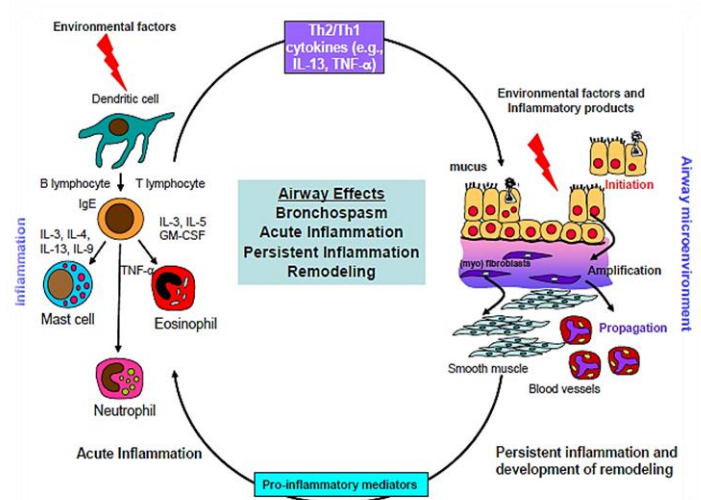 Environmental factors
Th2/Th1
cytokines (e.g.,
IL-13, TNF-α)
Dendritic cell
Environmental factors and
Inflammatory products
B lymphocyte
T lymphocyte
IgE
IL-3, IL-4,
IL-13, IL-9
IL-3, IL-5
GM-CSF
TNF-α
Mast cell
Eosinophil
Neutrophil
Inflammation
Acute Inflammation
Airway Effects
Bronchospasm
Acute Inflammation
Persistent Inflammation
Remodeling
mucus
Initiation
Airway microenvironment
(myo) fibroblasts
Amplification
Propagation
Smooth muscle
Blood vessels
Persistent inflammation and
development of remodeling
Pro-inflammatory mediators